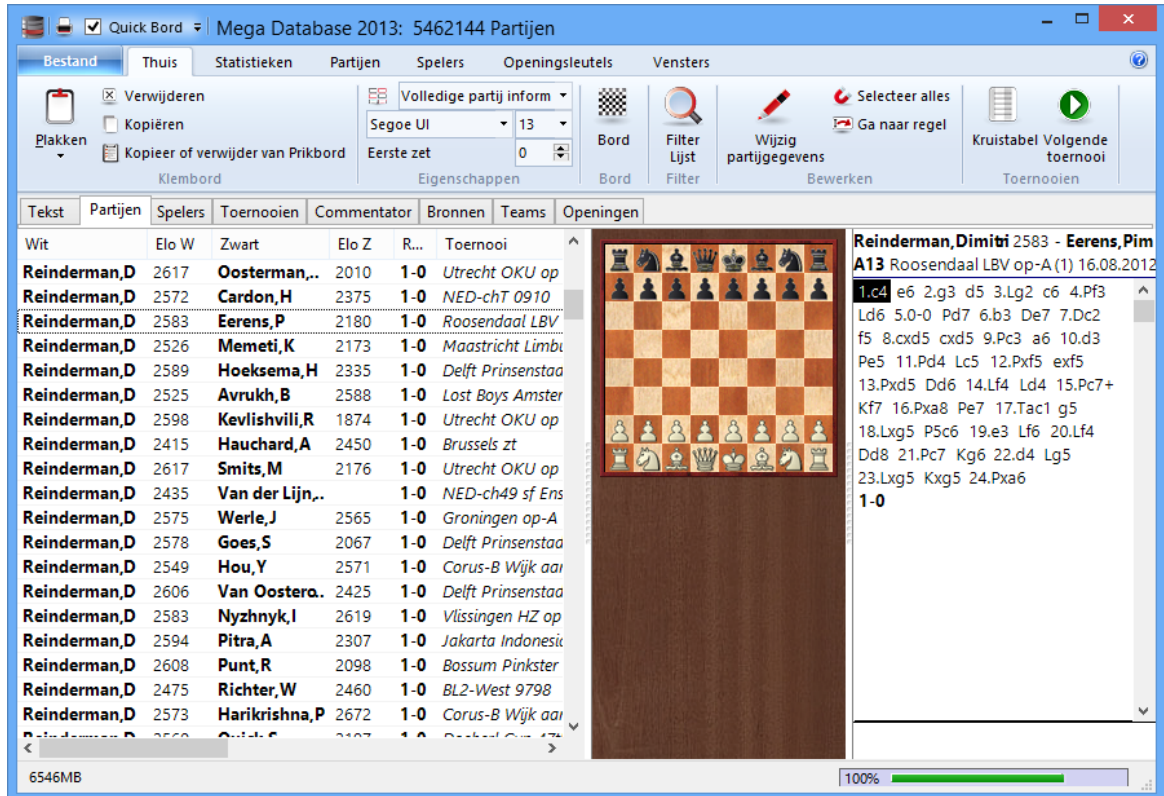 Quick Bord Mega Database 2013: 5462144 Partijen
Bestand Thuis Statistieken Partijen Spelers Openingsleutels Vensters
Plakken
Verwijderen
Kopiëren
Kopieer of verwijder van Prikbord
Klembord
Volledige partij inform
Segoe UI 13
Eerste zet 0
Eigenschappen
Bord
Bord
Filter
Lijst
Filter
Wijzig
partijgegevens
Selecteer alles
Ga naar regel
Bewerken
Kruistabel Volgende
toernooi
Toernooien
Tekst Partijen Spelers Toernooien Commentator Bronnen Teams Openingen
Wit Elo W Zwart Elo Z R... Toernooi
Reinderman,D 2617 Oosterman,.. 2010 1-0 Utrecht OKU op
Reinderman,D 2572 Cardon,H 2375 1-0 NED-chT 0910
Reinderman,D 2583 Eerens,P 2180 1-0 Roosendaal LBV
Reinderman,D 2526 Memeti,K 2173 1-0 Maastricht Limbu
Reinderman,D 2589 Hoeksema,H 2335 1-0 Delft Prinsenstad
Reinderman,D 2525 Avrukh,B 2588 1-0 Lost Boys Amster
Reinderman,D 2598 Kevlishvili,R 1874 1-0 Utrecht OKU op
Reinderman,D 2415 Hauchard,A 2450 1-0 Brussels zt
Reinderman,D 2617 Smits,M 2176 1-0 Utrecht OKU op
Reinderman,D 2435 Van der Lijn,.. 1-0 NED-ch49 sf Ens
Reinderman,D 2575 Werle,J 2565 1-0 Groningen op-A
Reinderman,D 2578 Goes,S 2067 1-0 Delft Prinsenstad
Reinderman,D 2549 Hou,Y 2571 1-0 Corus-B Wijk aan
Reinderman,D 2606 Van Oostero.. 2425 1-0 Delft Prinsenstad
Reinderman,D 2583 Nyzhnyk,I 2619 1-0 Vlissingen HZ op
Reinderman,D 2594 Pitra,A 2307 1-0 Jakarta Indonesia
Reinderman,D 2608 Punt,R 2098 1-0 Bossum Pinkster
Reinderman,D 2475 Richter,W 2460 1-0 BL2-West 9798
Reinderman,D 2573 Harikrishna,P 2672 1-0 Corus-B Wijk aan
Reinderman,Dimitri 2583 - Eerens,Pim
A13 Roosendaal LBV op-A (1) 16.08.2012
1.c4 e6 2.g3 d5 3.Lg2 c6 4.Pf3
Ld6 5.0-0 Pd7 6.b3 De7 7.Dc2
f5 8.cxd5 cxd5 9.Pc3 a6 10.d3
Pe5 11.Pd4 Lc5 12.Pxf5 exf5
13.Pxd5 Dd6 14.Lf4 Ld4 15.Pc7+
Kf7 16.Pxa8 Pe7 17.Tac1 g5
18.Lxg5 P5c6 19.e3 Lf6 20.Lf4
Dd8 21.Pc7 Kg6 22.d4 Lg5
23.Lxg5 Kxg5 24.Pxa6
1-0
6546MB 100%